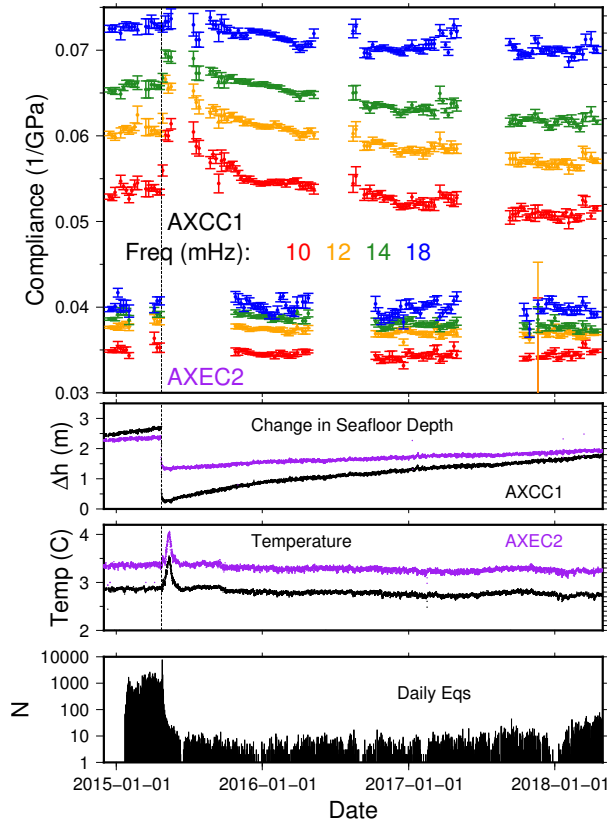 0.07
0.06
0.05
0.04
0.03
Compliance (1/GPa)
AXCC1
Freq (mHz): 10 12 14 18
AXEC2
3
2
1
0
Δh (m)
Change in Seafloor Depth
AXCC1
4
3
2
Temp (C)
Temperature
AXEC2
10000
1000
100
10
1
N
Daily Eqs
2015-01-01 2016-01-01 2017-01-01 2018-01-01
Date